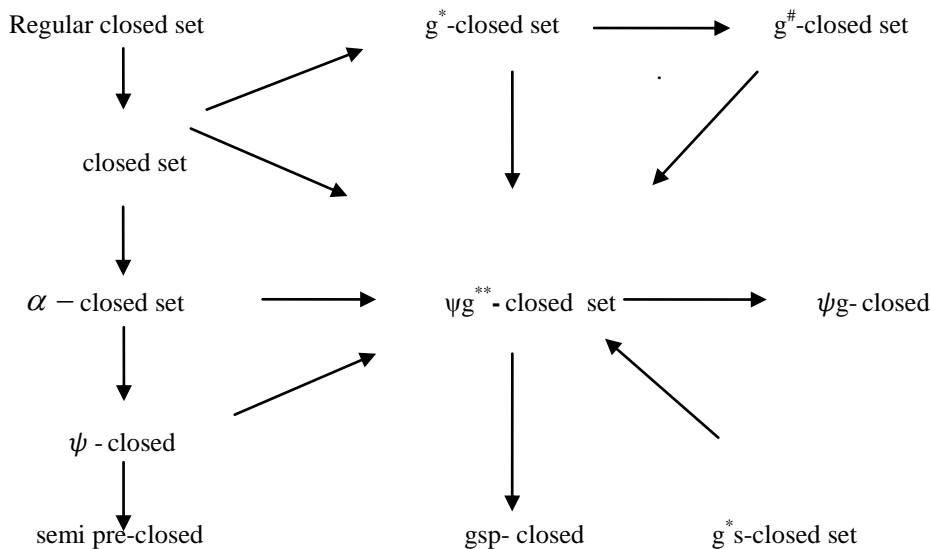 Regular closed set
g*-closed set
g#-closed set
closed set
α – closed set
ψg**- closed set
ψg- closed
ψ - closed
semi pre-closed
gsp- closed
g*s-closed set